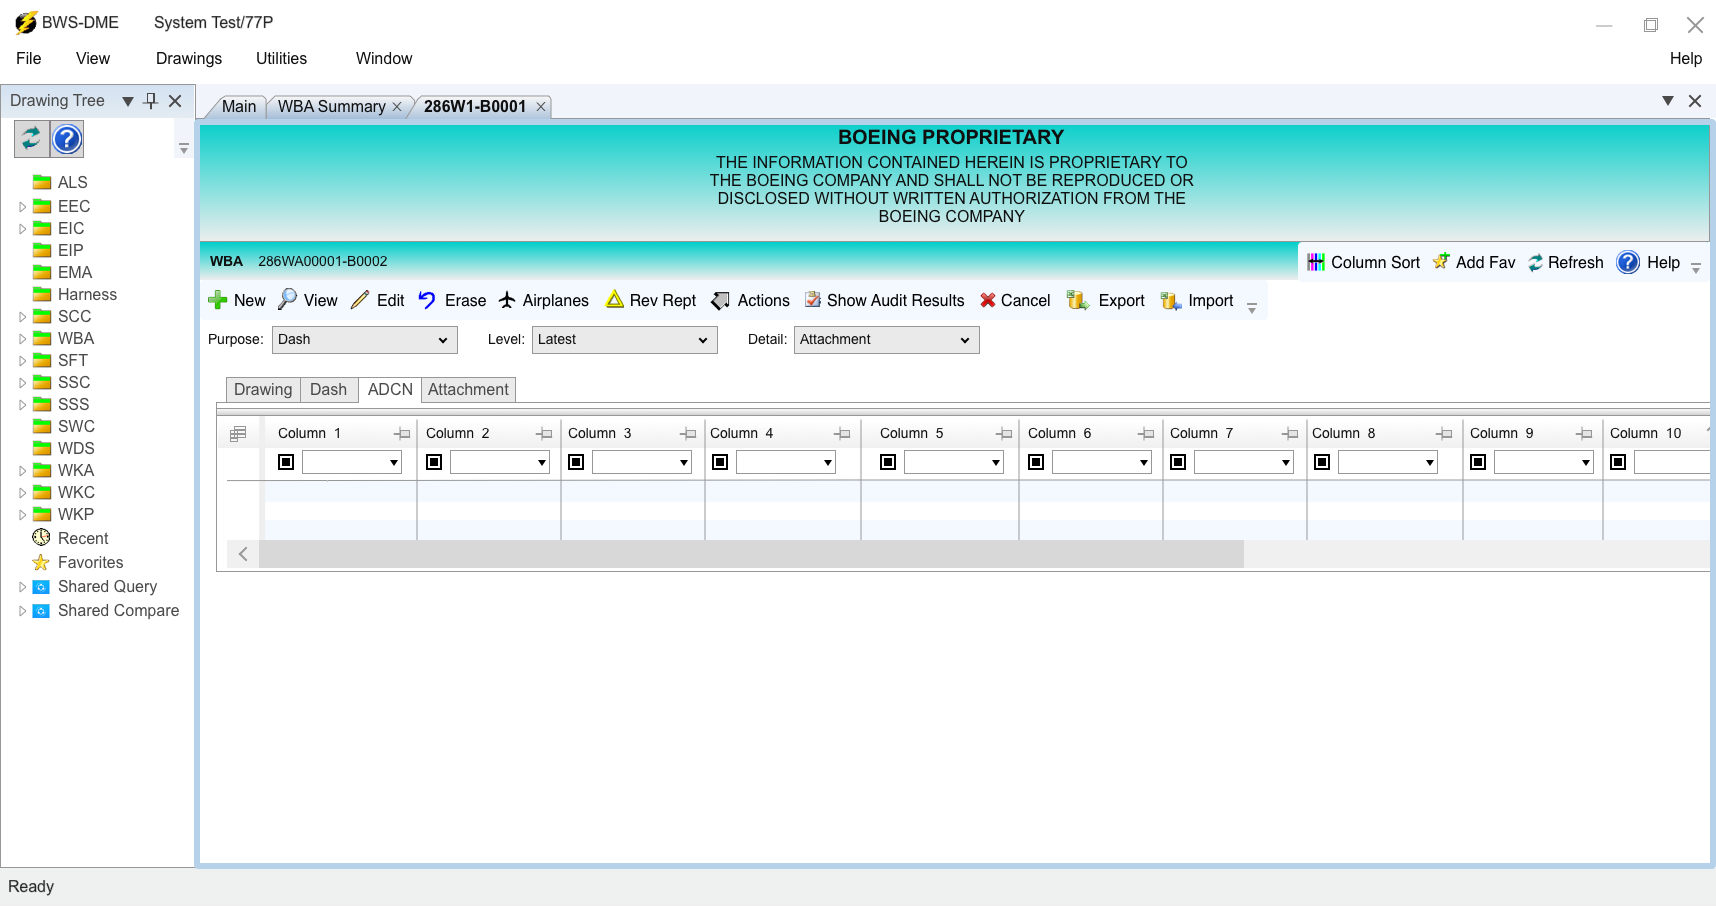 BWS-DME System Test/77P
File View Drawings Utilities Window Help
Drawing Tree
Main WBA Summary 286W1-B0001
BOEING PROPRIETARY
THE INFORMATION CONTAINED HEREIN IS PROPRIETARY TO
THE BOEING COMPANY AND SHALL NOT BE REPRODUCED OR
DISCLOSED WITHOUT WRITTEN AUTHORIZATION FROM THE
BOEING COMPANY
ALS
EEC
EIC
EIP
EMA
Harness
SCC
WBA
SFT
SSC
SSS
SWC
WDS
WKA
WKC
WKP
Recent
Favorites
Shared Query
Shared Compare
WBA 286WA00001-B0002
Column Sort Add Fav Refresh Help
New View Edit Erase Airplanes Rev Rept Actions Show Audit Results Cancel Export Import
Purpose: Dash Level: Latest Detail: Attachment
Drawing Dash ADCN Attachment
Column 1 Column 2 Column 3 Column 4 Column 5 Column 6 Column 7 Column 8 Column 9 Column 10
Ready